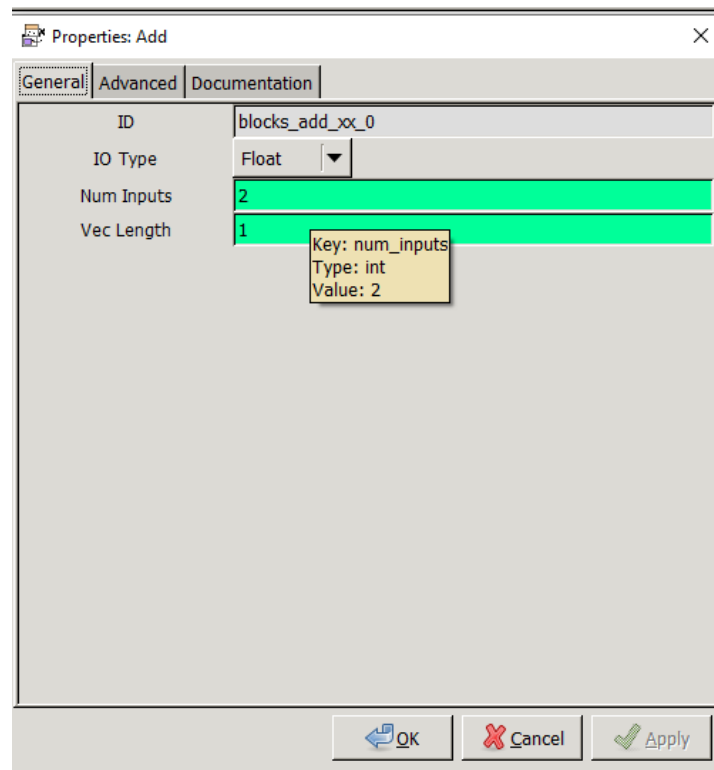 Properties: Add
General Advanced Documentation
ID blocks_add_xx_0
IO Type Float
Num Inputs 2
Vec Length 1
Key: num_inputs
Type: int
Value: 2
OK Cancel Apply